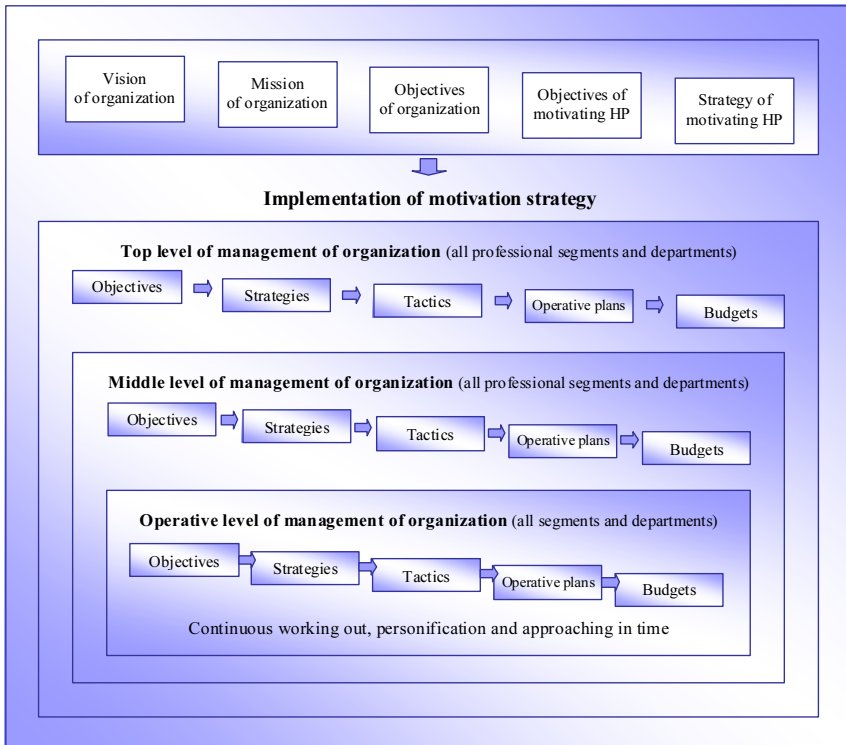 Vision
of organization
Mission
of organization
Objectives
of organization
Objectives of
motivating HP
Strategy of
motivating HP
Implementation of motivation strategy
Top level of management of organization (all professional segments and departments)
Objectives
Strategies
Tactics
Operative plans
Budgets
Middle level of management of organization (all professional segments and departments)
Objectives
Strategies
Tactics
Operative plans
Budgets
Operative level of management of organization (all segments and departments)
Objectives
Strategies
Tactics
Operative plans
Budgets
Continuous working out, personification and approaching in time